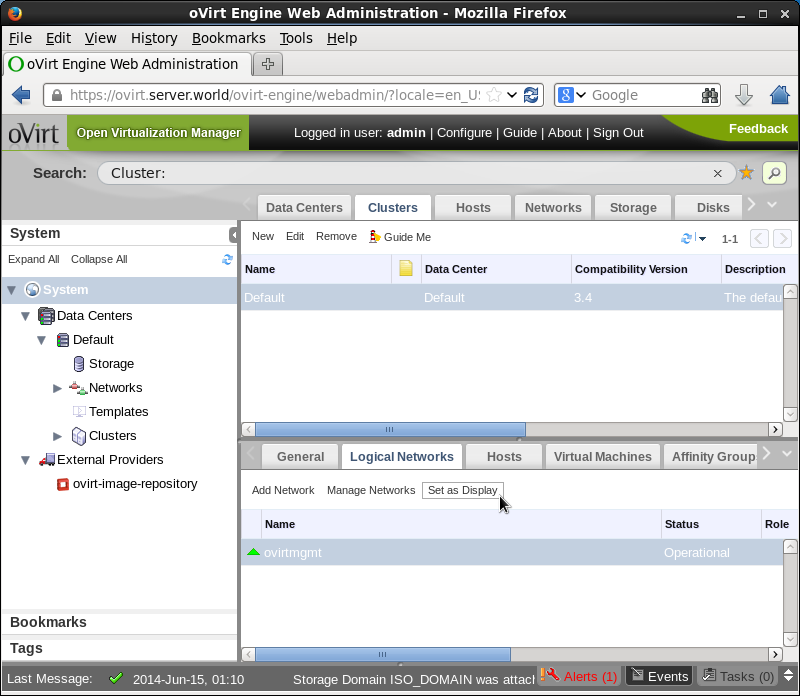 oVirt Engine Web Administration - Mozilla Firefox
File Edit View History Bookmarks Tools Help
oVirt Engine Web Administration
https://ovirt.server.world/ovirt-engine/webadmin/?locale=en_US
Google
oVirt Open Virtualization Manager Logged in user: admin | Configure | Guide | About | Sign Out Feedback
Search: Cluster:
Data Centers Clusters Hosts Networks Storage Disks
System
Expand All Collapse All
System
Data Centers
Default
Storage
Networks
Templates
Clusters
External Providers
ovirt-image-repository
Bookmarks
Tags
New Edit Remove Guide Me 1-1
Name Data Center Compatibility Version Description
Default Default 3.4 The defau
General Logical Networks Hosts Virtual Machines Affinity Group
Add Network Manage Networks Set as Display
Name Status Role
ovirtmgmt Operational
Last Message: 2014-Jun-15, 01:10 Storage Domain ISO_DOMAIN was attach Alerts (1) Events Tasks (0)